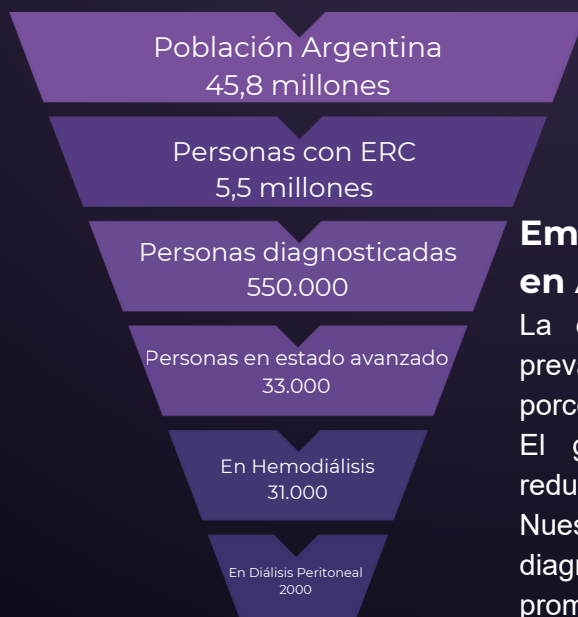 Población Argentina
45,8 millones
Personas con ERC
5,5 millones
Personas diagnosticadas
550.000
Personas en estado avanzado
33.000
En Hemodiálisis
31.000
En Diálisis Peritoneal
2000
Em
en
La
prev
porc
El g
redu
Nues
diag
prom